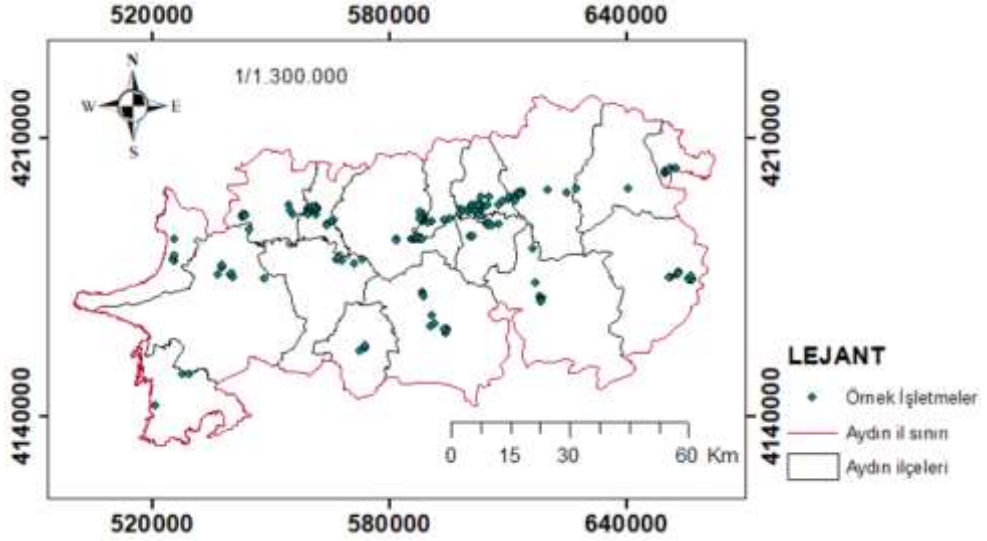 520000 580000 640000
N
W E
S
1/1.300.000
4210000 4210000
4140000 4140000
LEJANT
Örnek İşletmeler
Aydın il sınırı
Aydın ilçeleri
0 15 30 60 Km
520000 580000 640000